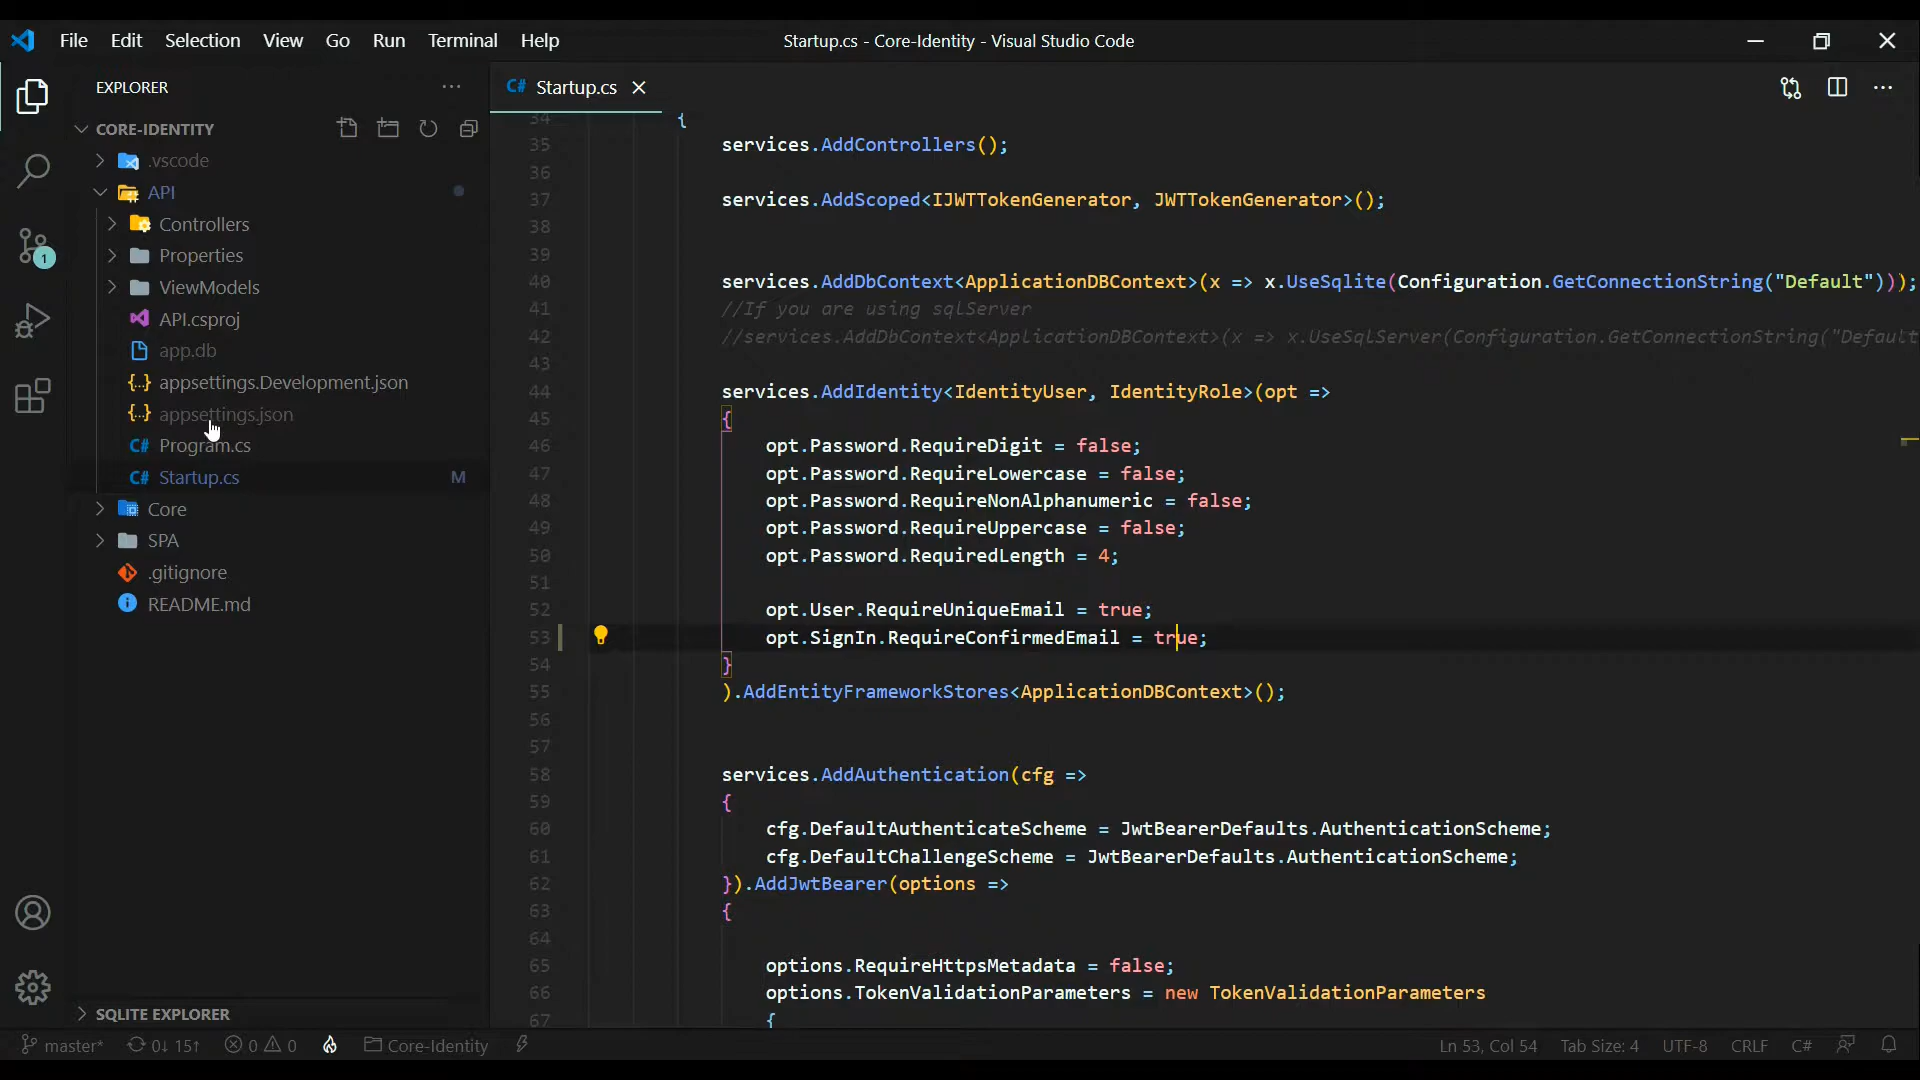 File Edit Selection View Go Run Terminal Help
Startup.cs - Core-Identity - Visual Studio Code
EXPLORER
CORE-IDENTITY
.vscode
API
Controllers
Properties
ViewModels
API.csproj
app.db
{..} appsettings.Development.json
{..} appsettings.json
C# Program.cs
C# Startup.cs M
Core
SPA
.gitignore
README.md
SQLITE EXPLORER
1
C# Startup.cs
34 {
35 services.AddControllers();
36
37 services.AddScoped<IJWTTokenGenerator, JWTTokenGenerator>();
38
39
40 services.AddDbContext<ApplicationDBContext>(x => x.UseSqlite(Configuration.GetConnectionString("Default")));
41 //If you are using sqlServer
42 //services.AddDbContext<ApplicationDBContext>(x => x.UseSqlServer(Configuration.GetConnectionString("Default
43
44 services.AddIdentity<IdentityUser, IdentityRole>(opt =>
45 {
46 opt.Password.RequireDigit = false;
47 opt.Password.RequireLowercase = false;
48 opt.Password.RequireNonAlphanumeric = false;
49 opt.Password.RequireUppercase = false;
50 opt.Password.RequiredLength = 4;
51
52 opt.User.RequireUniqueEmail = true;
53 opt.SignIn.RequireConfirmedEmail = true;
54 }
55 ).AddEntityFrameworkStores<ApplicationDBContext>();
56
57
58 services.AddAuthentication(cfg =>
59 {
60 cfg.DefaultAuthenticateScheme = JwtBearerDefaults.AuthenticationScheme;
61 cfg.DefaultChallengeScheme = JwtBearerDefaults.AuthenticationScheme;
62 }).AddJwtBearer(options =>
63 {
64
65 options.RequireHttpsMetadata = false;
66 options.TokenValidationParameters = new TokenValidationParameters
67 {
master* 0↓ 15↑ 0 0 Core-Identity Ln 53, Col 54 Tab Size: 4 UTF-8 CRLF C#